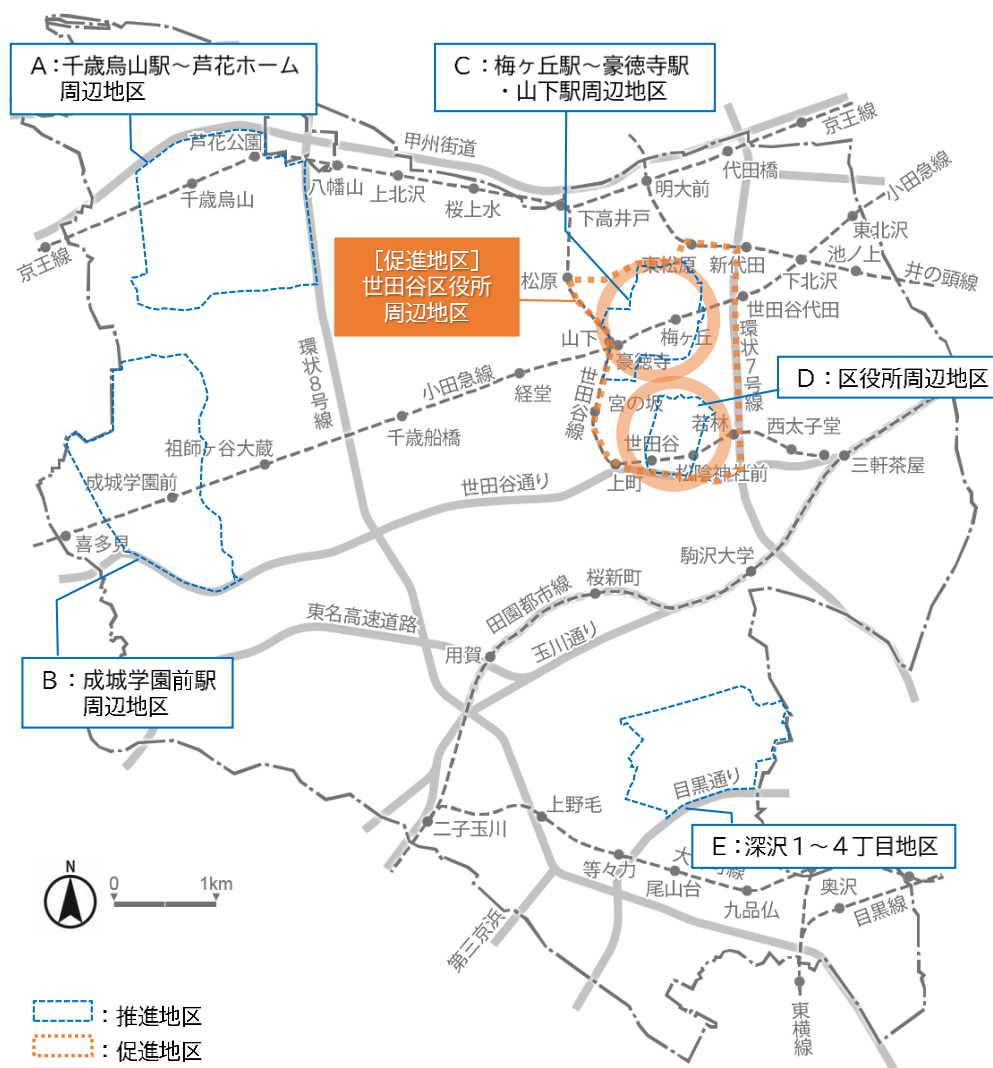 A：千歳烏山駅～芦花ホーム
周辺地区
C：梅ヶ丘駅～豪徳寺駅
・山下駅周辺地区
京王線
甲州街道
芦花公園
八幡山
上北沢
桜上水
下高井戸
明大前
代田橋
小田急線
千歳烏山
京王線
東北沢
池ノ上
井の頭線
下北沢
新代田
東松原
松原
［促進地区］
世田谷区役所
周辺地区
世田谷代田
梅ヶ丘
山下
豪徳寺
環状７号線
環状８号線
小田急線
経堂
世田谷線
宮の坂
D：区役所周辺地区
千歳船橋
祖師ヶ谷大蔵
若林
西太子堂
世田谷
松陰神社前
三軒茶屋
上町
成城学園前
世田谷通り
喜多見
駒沢大学
桜新町
田園都市線
東名高速道路
玉川通り
用賀
B：成城学園前駅
周辺地区
目黒通り
上野毛
二子玉川
E：深沢１～４丁目地区
等々力
大
線
尾山台
九品仏
奥沢
目黒線
第三京浜
東横線
N
0
1km
：推進地区
：促進地区